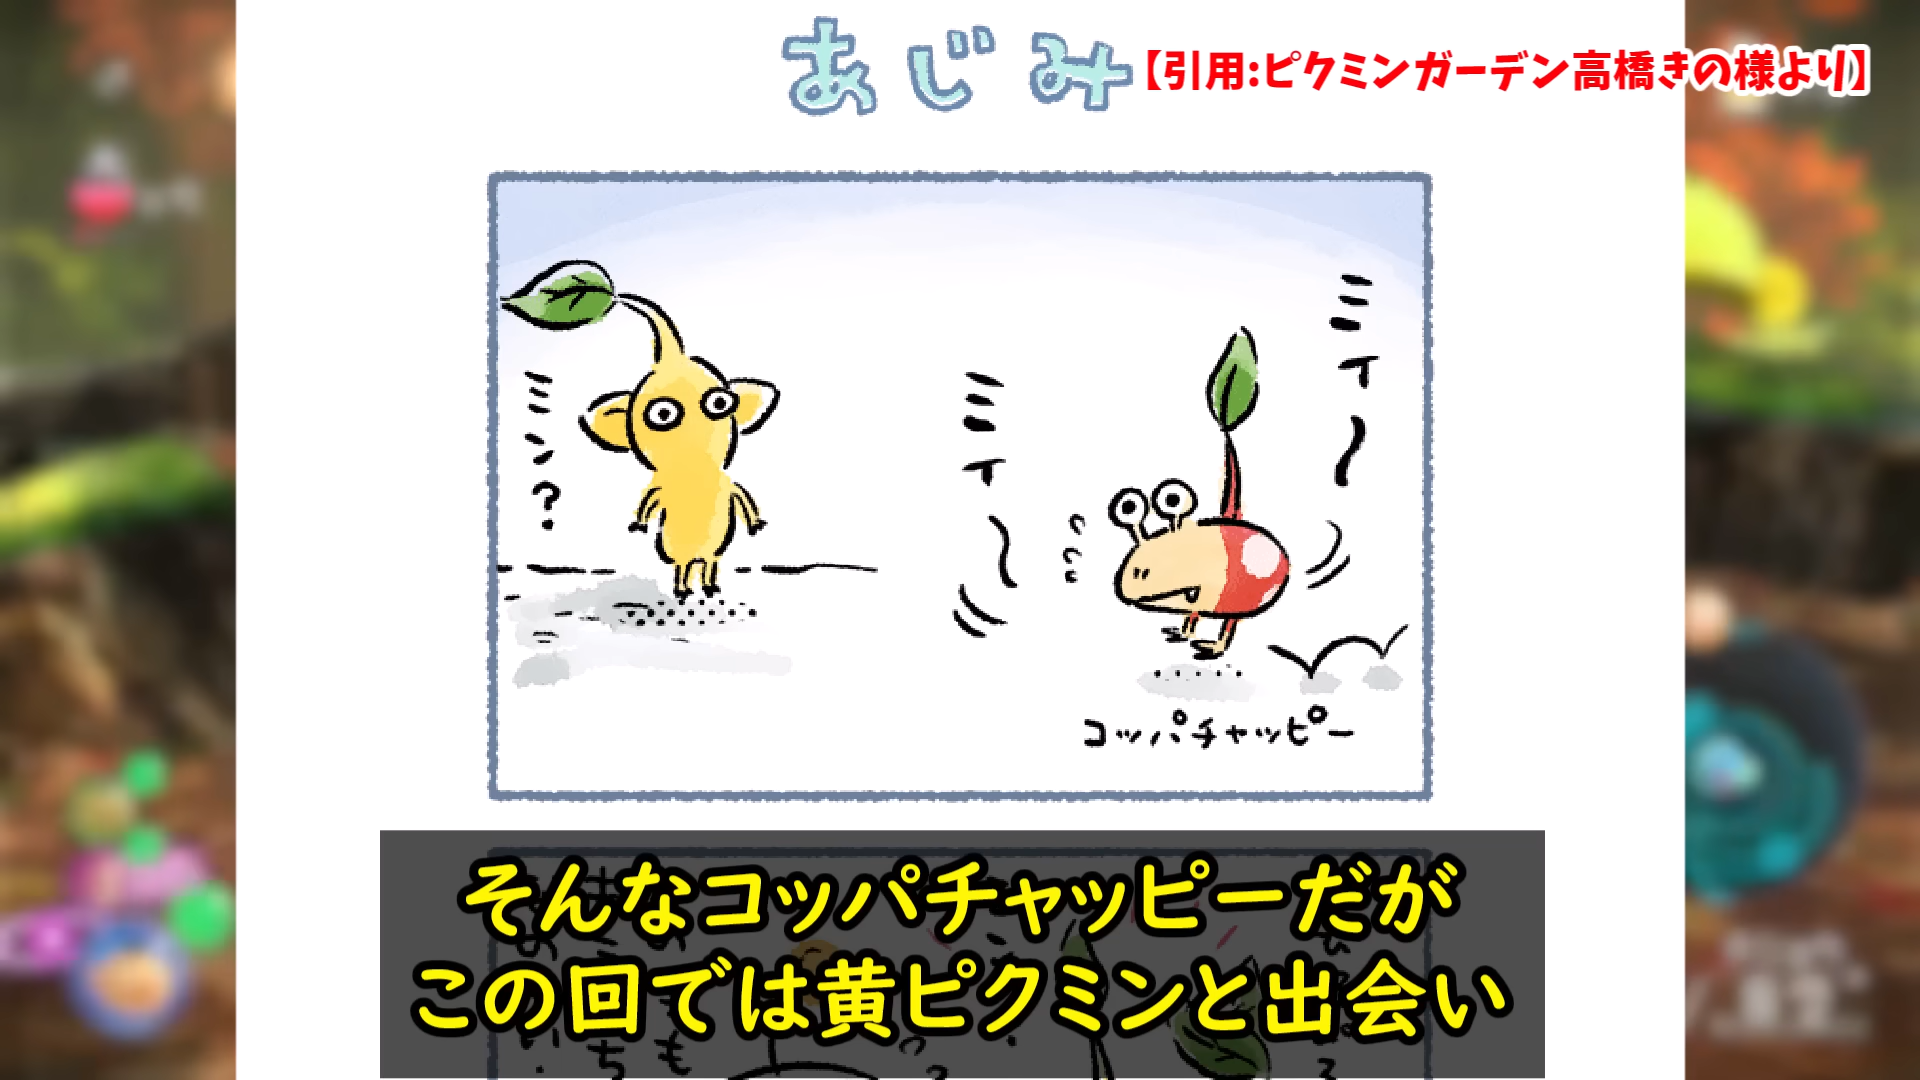 あじみ
【引用:ピクミンガーデン高橋きの様より】
ミィ〜
ミィ〜
ミン?
コッパチャッピー
そんなコッパチャッピーだが
この回では黄ピクミンと出会い